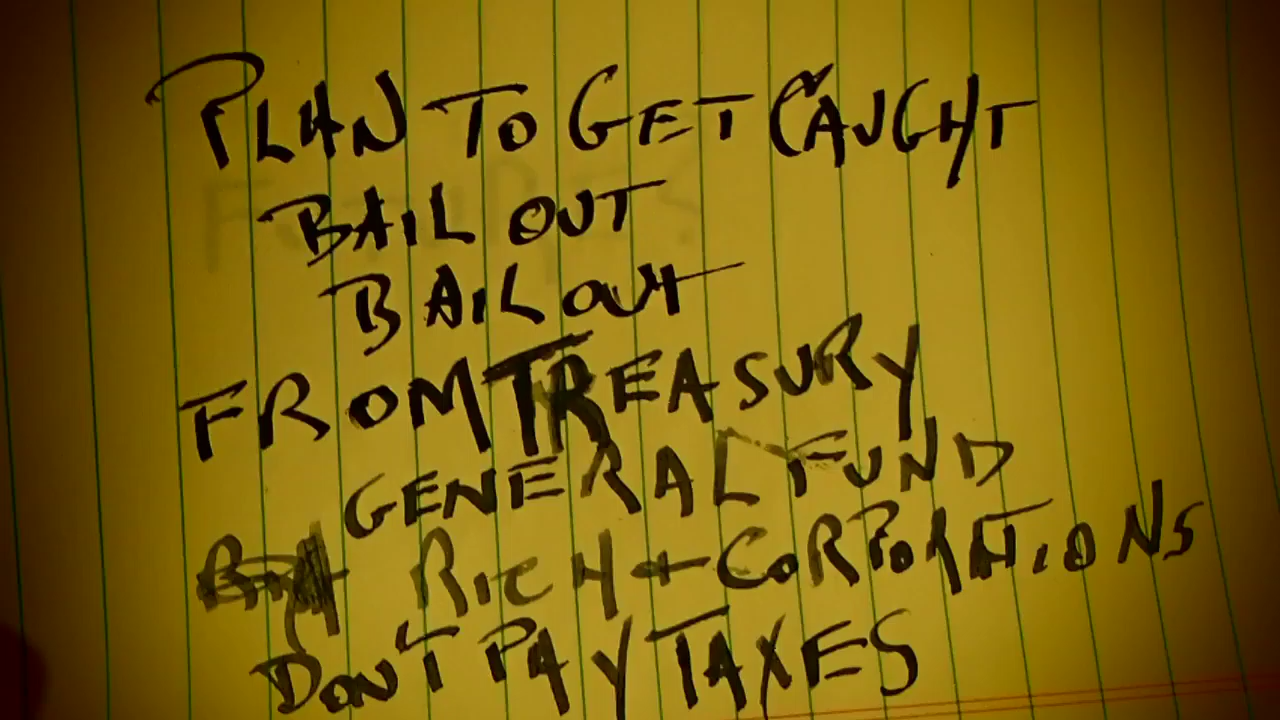 PLAN TO GET CAUGHT
BAIL OUT
BAIL OUT
FROM TREASURY
GENERAL FUND
RICH + CORPORATIONS
DON'T PAY TAXES